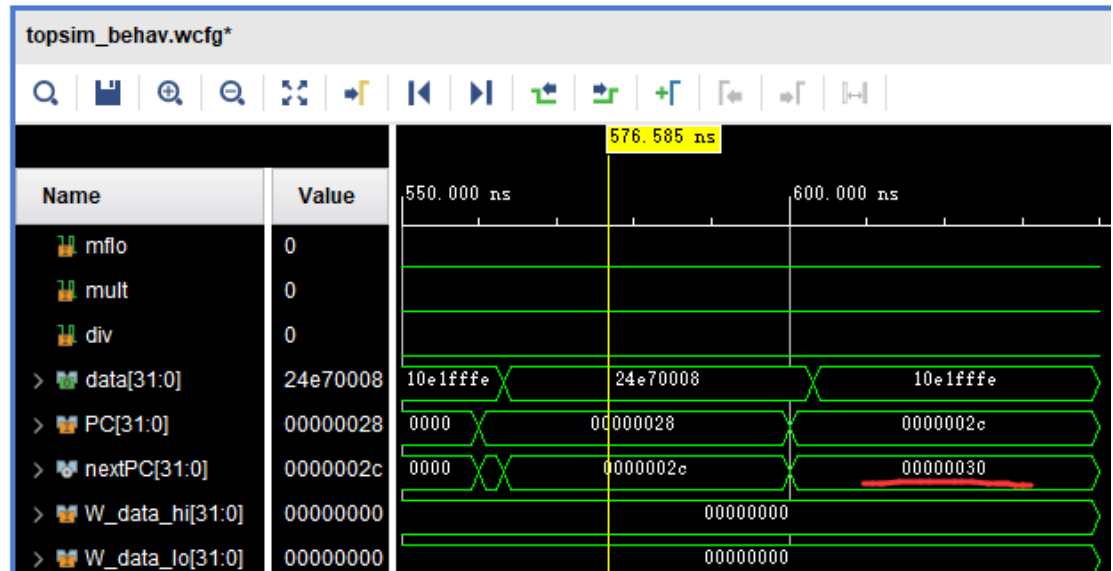 topsim_behav.wcfg*
576.585 ns
Name Value 550.000 ns 600.000 ns
mflo 0
mult 0
div 0
data[31:0] 24e70008 10e1fffe 24e70008 10e1fffe
PC[31:0] 00000028 0000 00000028 0000002c
nextPC[31:0] 0000002c 0000 0000002c 00000030
W_data_hi[31:0] 00000000 00000000
W_data_lo[31:0] 00000000 00000000